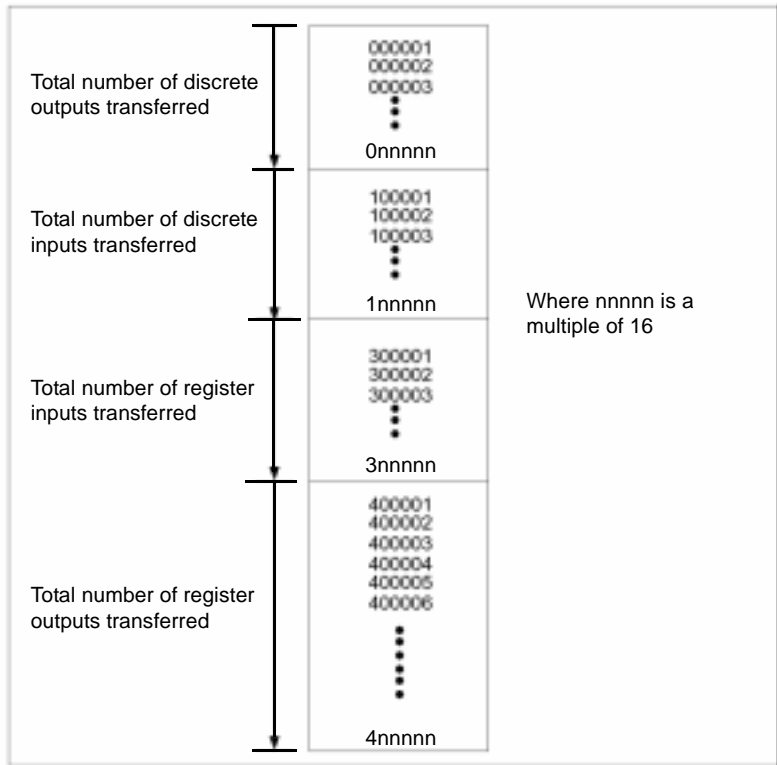 Total number of discrete
outputs transferred
000001
000002
000003
0nnnnn
Total number of discrete
inputs transferred
100001
100002
100003
1nnnnn
Where nnnnn is a
multiple of 16
Total number of register
inputs transferred
300001
300002
300003
3nnnnn
Total number of register
outputs transferred
400001
400002
400003
400004
400005
400006
4nnnnn